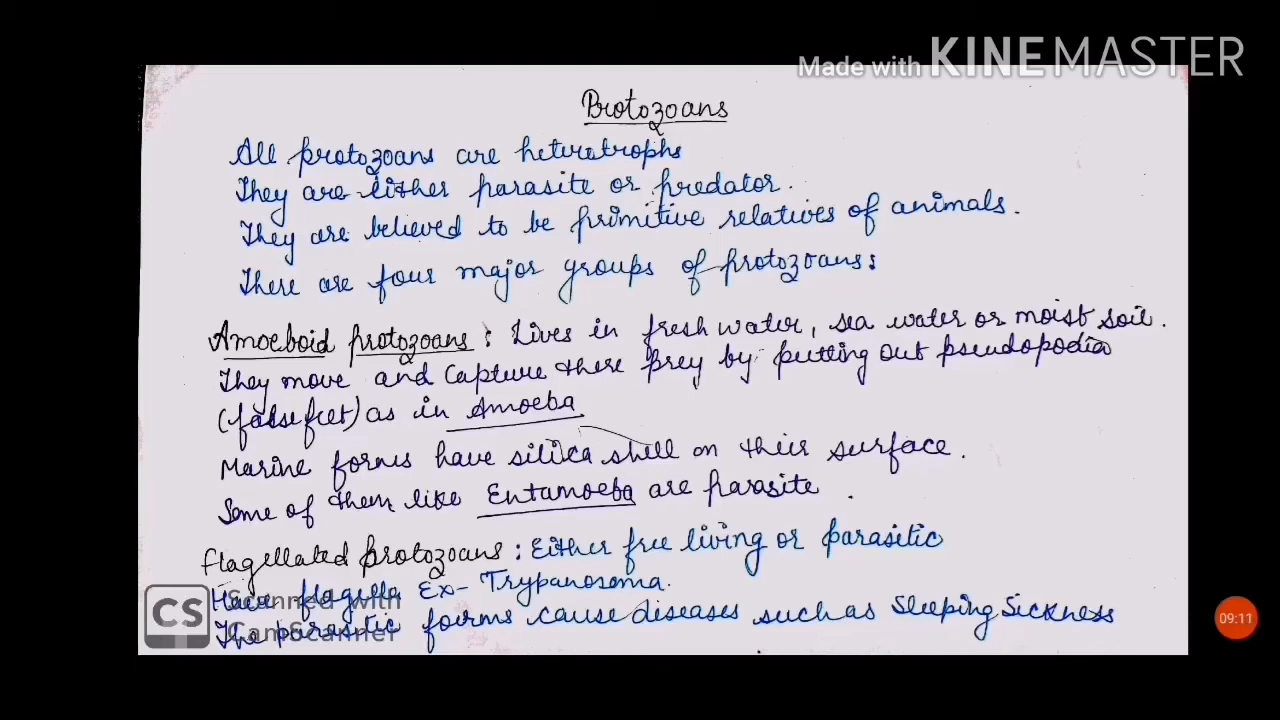 Made with KINEMASTER
Protozoans
All protozoans are heterotrophs
They are either parasite or predator.
They are believed to be primitive relatives of animals.
There are four major groups of protozoans:
Amoeboid protozoans : Lives in fresh water, sea water or moist soil.
They move and capture there prey by putting out pseudopodia
(false feet) as in Amoeba
Marine forms have silica shell on their surface.
Some of them like Entamoeba are parasite .
Flagellated protozoans : Either free living or parasitic
Have flagella Ex- Trypanosoma.
The parasitic forms cause diseases such as Sleeping Sickness
CS Scanned with
CamScanner
09:11